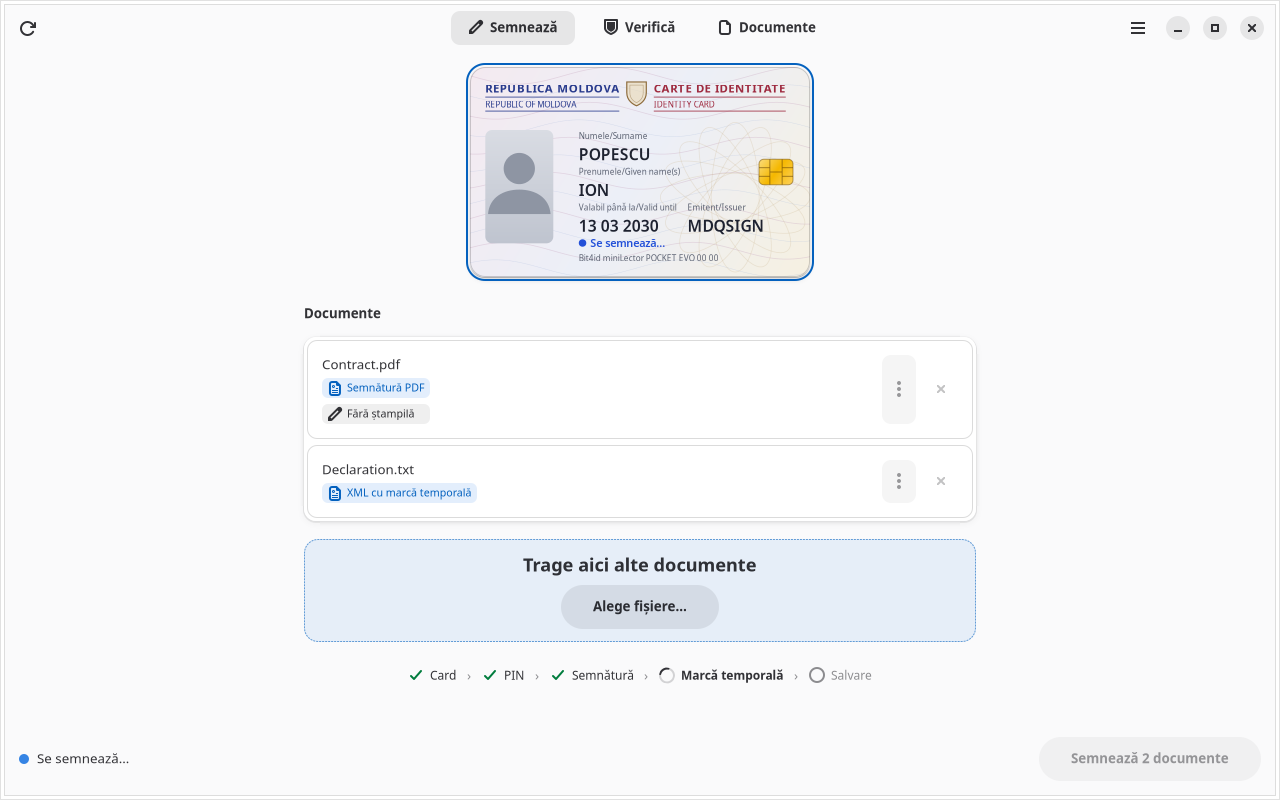 Semnează
Verifică
Documente
REPUBLICA MOLDOVA
CARTE DE IDENTITATE
REPUBLIC OF MOLDOVA
IDENTITY CARD
Numele/Surname
POPESCU
Prenumele/Given name(s)
ION
Valabil până la/Valid until
Emitent/Issuer
13 03 2030
MDQSIGN
Se semnează...
Bit4id miniLector POCKET EVO 00 00
Documente
Contract.pdf
Semnătură PDF
Fără ștampilă
Declaration.txt
XML cu marcă temporală
Trage aici alte documente
Alege fișiere...
Card › PIN › Semnătură › Marcă temporală › Salvare
Se semnează...
Semnează 2 documente